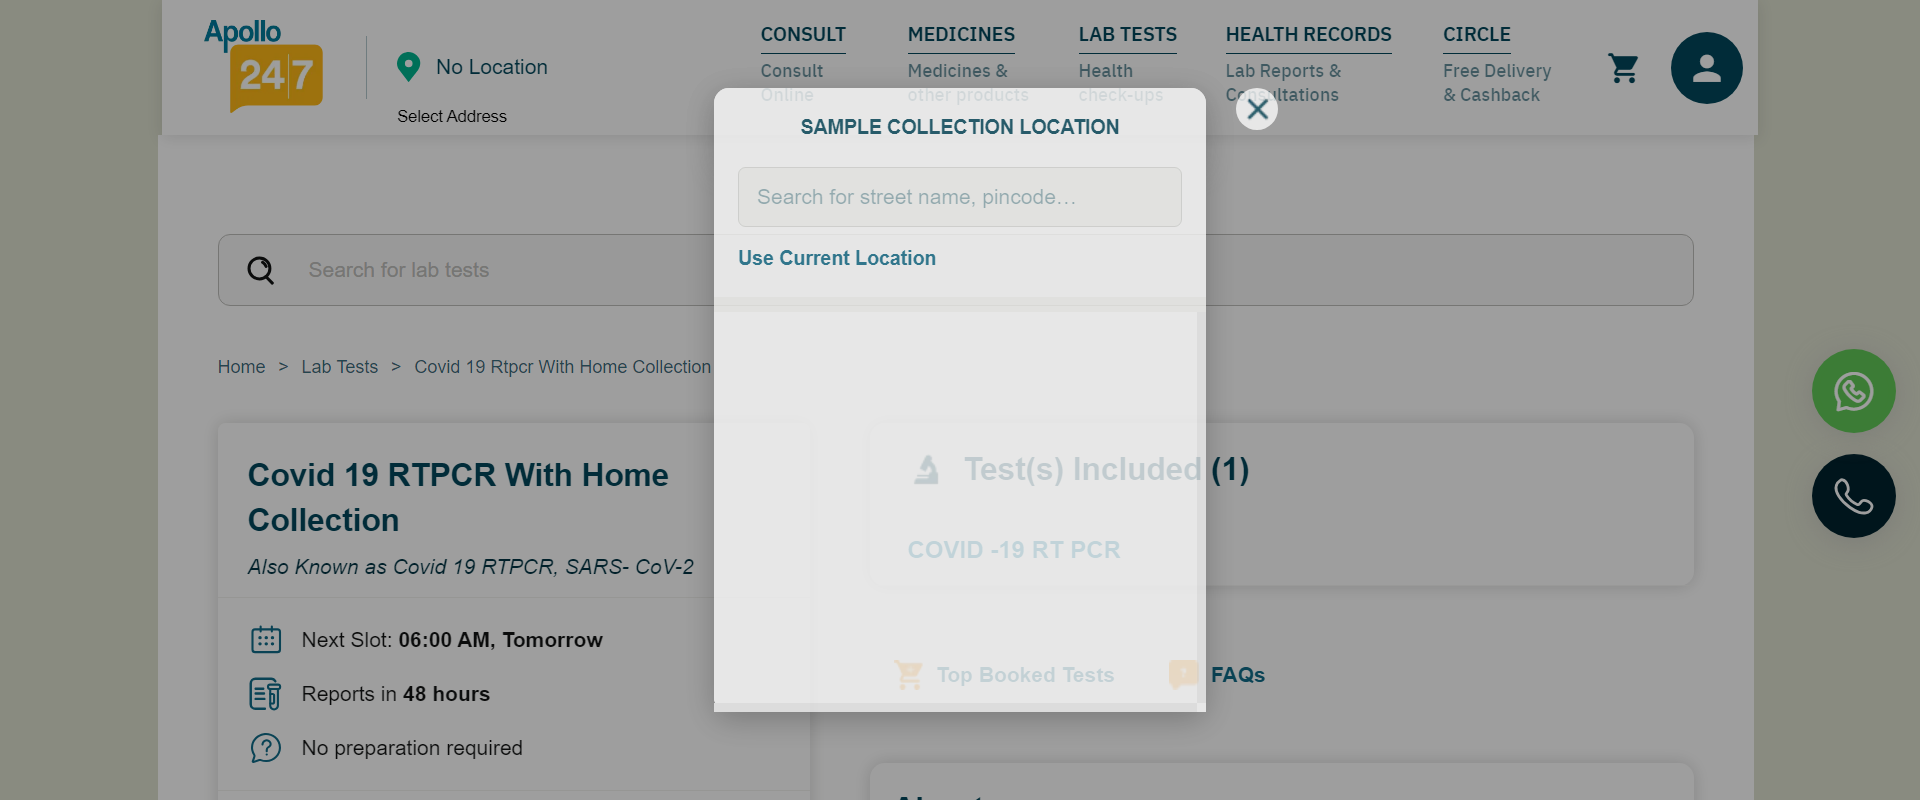 Apollo
24|7
No Location
Select Address
CONSULT
Consult
Online
MEDICINES
Medicines &
other products
LAB TESTS
Health
check-ups
HEALTH RECORDS
Lab Reports &
Consultations
CIRCLE
Free Delivery
& Cashback
SAMPLE COLLECTION LOCATION
Search for street name, pincode...
Use Current Location
Search for lab tests
Home > Lab Tests > Covid 19 Rtpcr With Home Collection
Covid 19 RTPCR With Home
Collection
Also Known as Covid 19 RTPCR, SARS- CoV-2
Next Slot: 06:00 AM, Tomorrow
Reports in 48 hours
No preparation required
Test(s) Included (1)
COVID -19 RT PCR
Top Booked Tests
FAQs